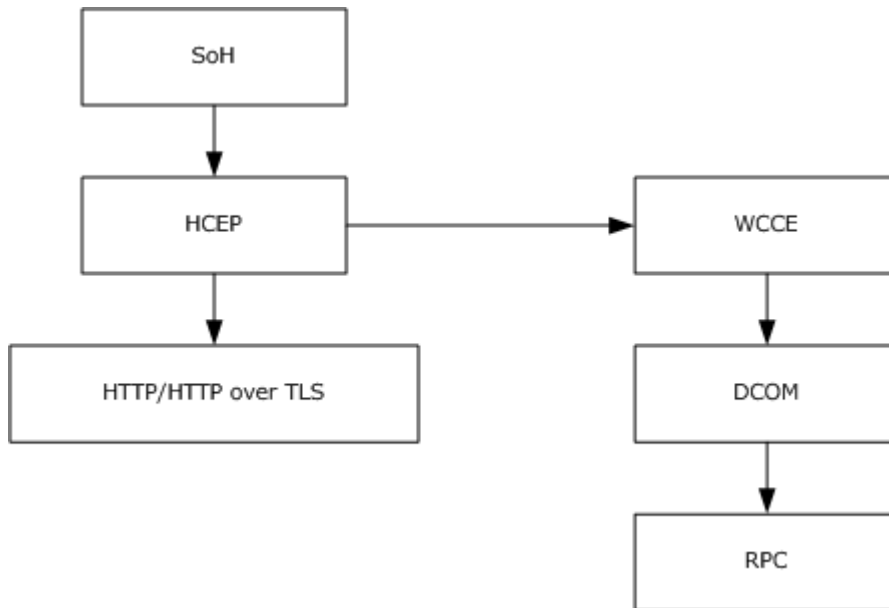 SoH
HCEP
WCCE
HTTP/HTTP over TLS
DCOM
RPC